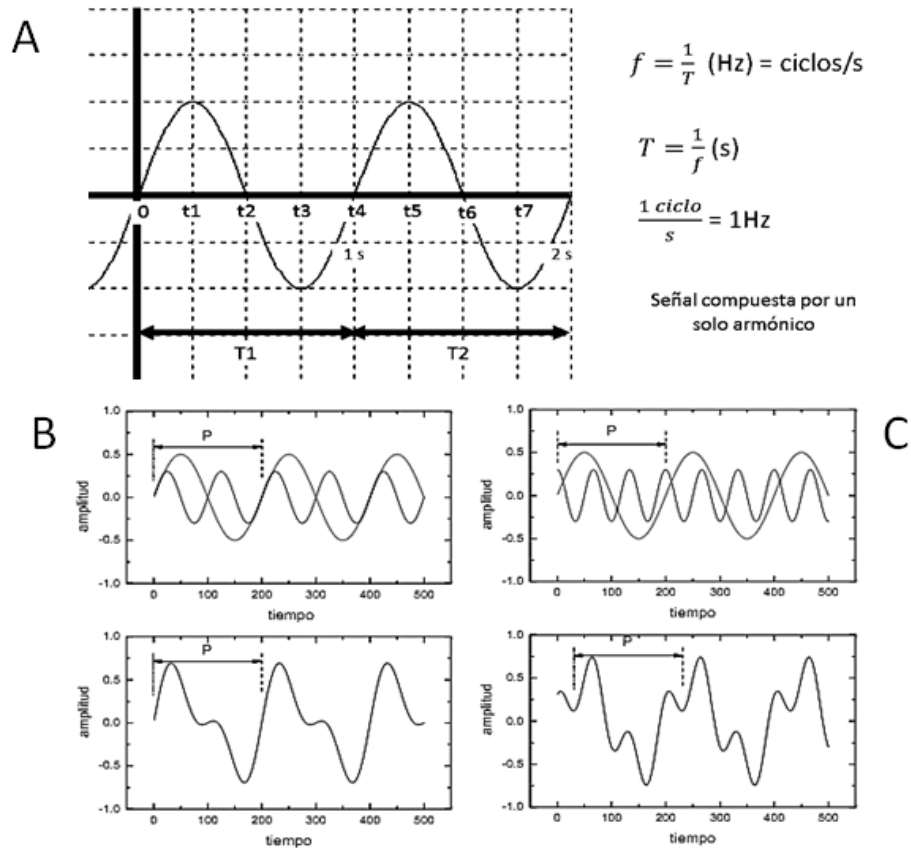 A
f = 1/T (Hz) = ciclos/s
T = 1/f (s)
1 ciclo/s = 1Hz
Señal compuesta por un
solo armónico
0 t1 t2 t3 t4 t5 t6 t7
1 s 2 s
T1 T2
B
P
1.0
0.5
0.0
-0.5
-1.0
amplitud
0 100 200 300 400 500
tiempo
C
P
1.0
0.5
0.0
-0.5
-1.0
amplitud
0 100 200 300 400 500
tiempo
P
1.0
0.5
0.0
-0.5
-1.0
amplitud
0 100 200 300 400 500
tiempo
P
1.0
0.5
0.0
-0.5
-1.0
amplitud
0 100 200 300 400 500
tiempo